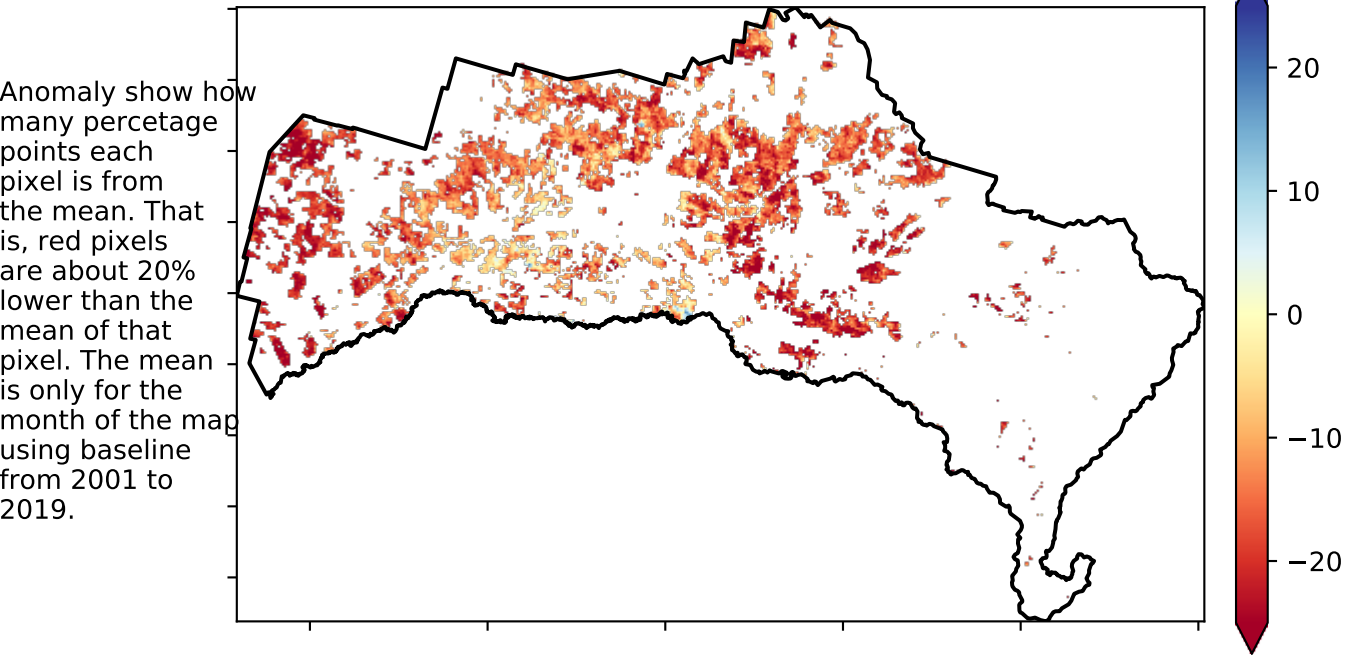 Anomaly show how
many percetage
points each
pixel is from
the mean. That
is, red pixels
are about 20%
lower than the
mean of that
pixel. The mean
is only for the
month of the map
using baseline
from 2001 to
2019.
20
10
0
−10
−20